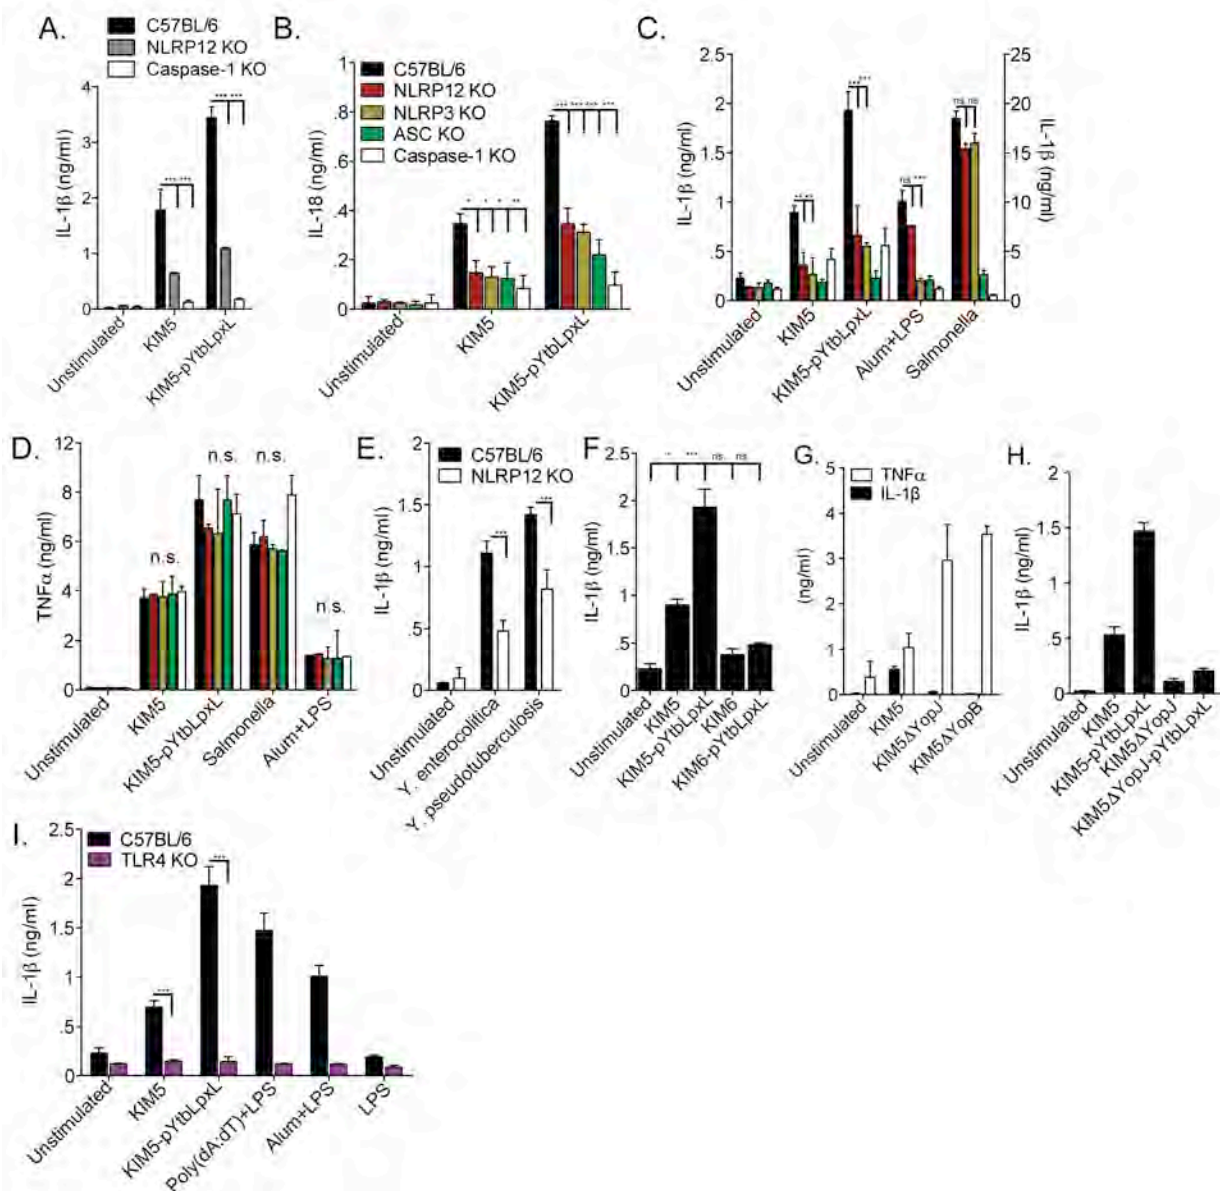 A.
C57BL/6
NLRP12 KO
Caspase-1 KO
IL-1β (ng/ml)
4
3
2
1
0
*** ***
*** ***
Unstimulated
KIM5
KIM5-pYtbLpxL
B.
C57BL/6
NLRP12 KO
NLRP3 KO
ASC KO
Caspase-1 KO
IL-18 (ng/ml)
1
.8
.6
.4
.2
0
* * * **
*** *** *** ***
Unstimulated
KIM5
KIM5-pYtbLpxL
C.
IL-1β (ng/ml)
2.5
2
1.5
1
.5
0
25
20
15
10
5
0
IL-1β (ng/ml)
** **
*** ***
ns ***
ns ns
Unstimulated
KIM5
KIM5-pYtbLpxL
Alum+LPS
Salmonella
D.
TNFα (ng/ml)
12
10
8
6
4
2
0
n.s.
n.s.
n.s.
n.s.
Unstimulated
KIM5
KIM5-pYtbLpxL
Salmonella
Alum+LPS
E.
C57BL/6
NLRP12 KO
IL-1β (ng/ml)
2
1.5
1
.5
0
***
***
Unstimulated
Y. enterocolitica
Y. pseudotuberculosis
F.
IL-1β (ng/ml)
2.5
2
1.5
1
.5
0
* *** ns ns
Unstimulated
KIM5
KIM5-pYtbLpxL
KIM6
KIM6-pYtbLpxL
G.
TNFα
IL-1β
(ng/ml)
5
4
3
2
1
0
Unstimulated
KIM5
KIM5ΔYopJ
KIM5ΔYopB
H.
IL-1β (ng/ml)
2
1.5
1
.5
0
Unstimulated
KIM5
KIM5-pYtbLpxL
KIM5ΔYopJ
KIM5ΔYopJ-pYtbLpxL
I.
C57BL/6
TLR4 KO
IL-1β (ng/ml)
2.5
2
1.5
1
.5
0
***
***
Unstimulated
KIM5
KIM5-pYtbLpxL
Poly(dA:dT)+LPS
Alum+LPS
LPS